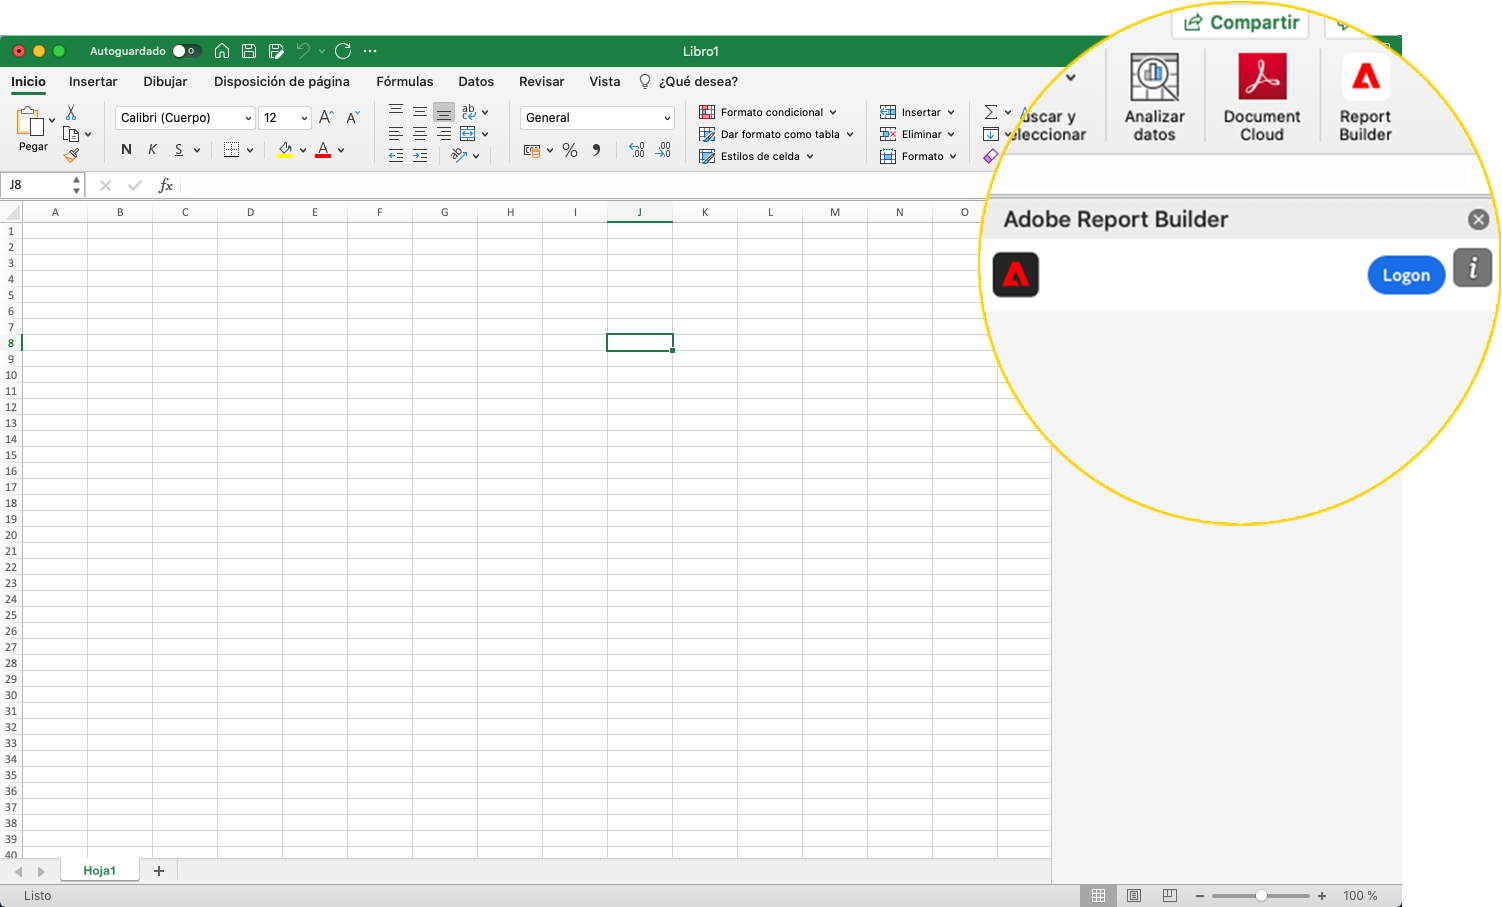 Compartir
Autoguardado
Libro1
Inicio
Insertar
Dibujar
Disposición de página
Fórmulas
Datos
Revisar
Vista
¿Qué desea?
Pegar
Calibri (Cuerpo)
12
A
A
N
K
S
A
ab
c
General
%
,00
Formato condicional
Dar formato como tabla
Estilos de celda
Insertar
Eliminar
Formato
eleccionar
Analizar
datos
Document
Cloud
Report
Builder
J8
fx
A B C D E F G H I J K L M N O
Adobe Report Builder
Logon
i
1
2
3
4
5
6
7
8
9
10
11
12
13
14
15
16
17
18
19
20
21
22
23
24
25
26
27
28
29
30
31
32
33
34
35
36
37
38
39
40
Hoja1
Listo
100 %